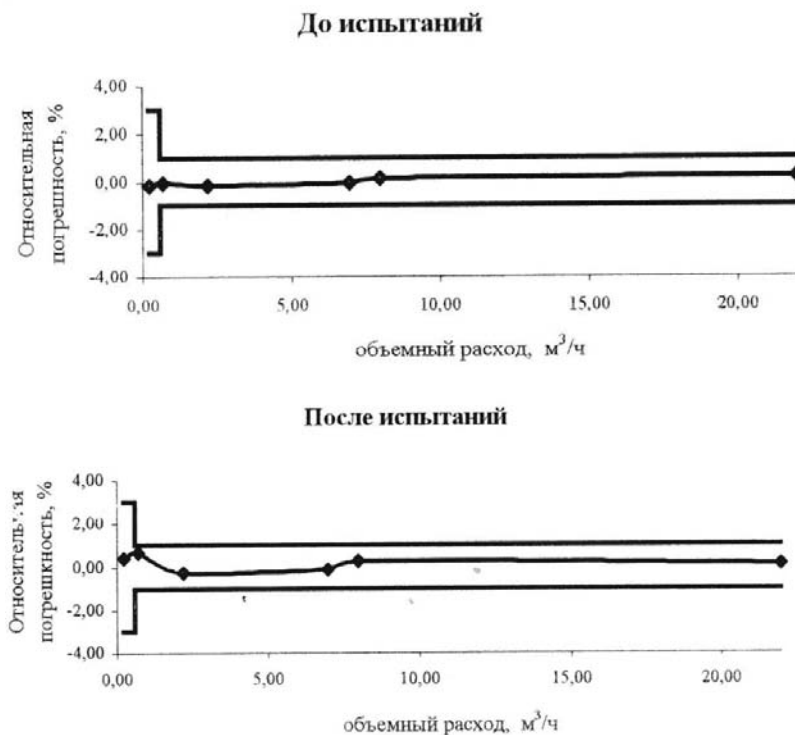 До испытаний
Относительная
погрешность, %
4,00
2,00
0,00
-2,00
-4,00
0,00 5,00 10,00 15,00 20,00
объемный расход, м³/ч
После испытаний
погрешкность, %
4,00
2,00
0,00
-2,00
-4,00
0,00 5,00 10,00 15,00 20,00
объемный расход, м³/ч